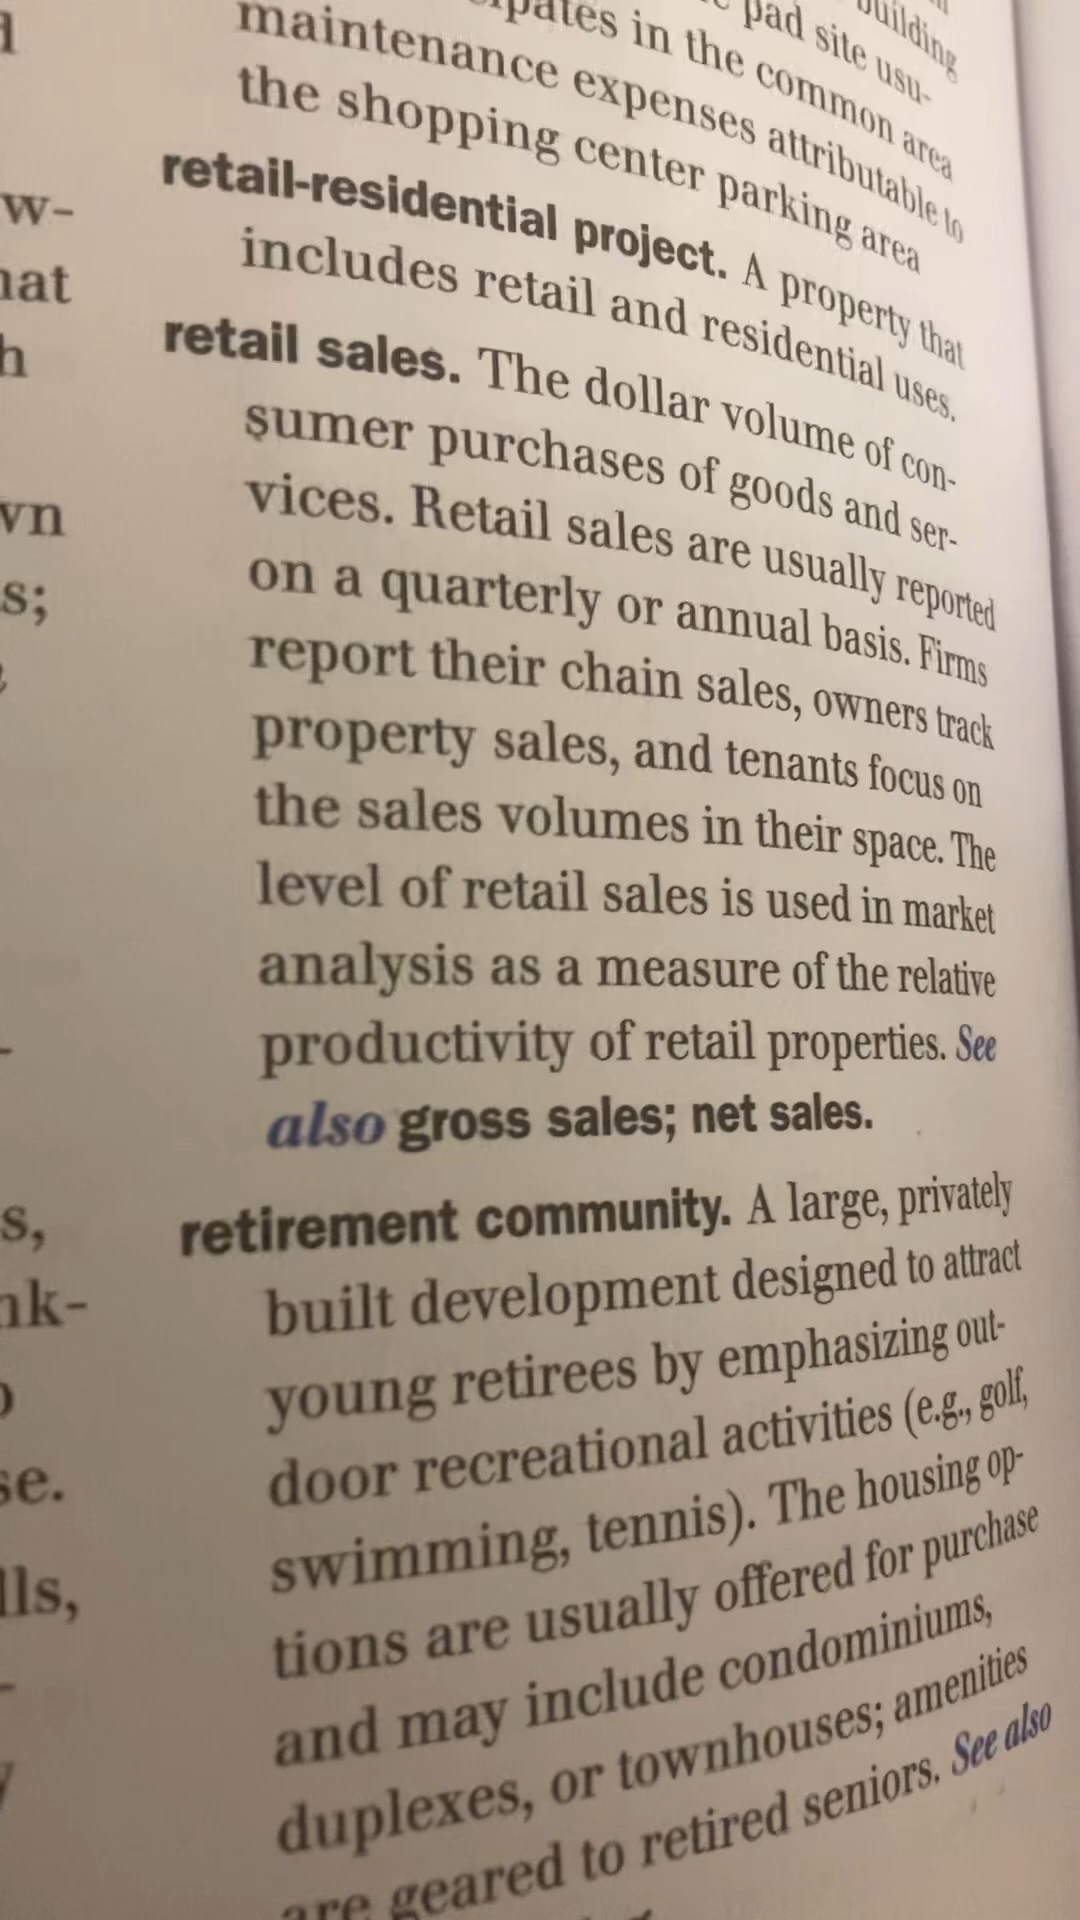 building
pad site usu-
in the common area
maintenance expenses attributable to
the shopping center parking area
retail-residential project. A property that
includes retail and residential uses.
retail sales. The dollar volume of con-
sumer purchases of goods and ser-
vices. Retail sales are usually reported
on a quarterly or annual basis. Firms
report their chain sales, owners track
property sales, and tenants focus on
the sales volumes in their space. The
level of retail sales is used in market
analysis as a measure of the relative
productivity of retail properties. See
also gross sales; net sales.
retirement community. A large, privately
built development designed to attract
young retirees by emphasizing out-
door recreational activities (e.g., golf,
swimming, tennis). The housing op-
tions are usually offered for purchase
and may include condominiums,
duplexes, or townhouses; amenities
are geared to retired seniors. See also